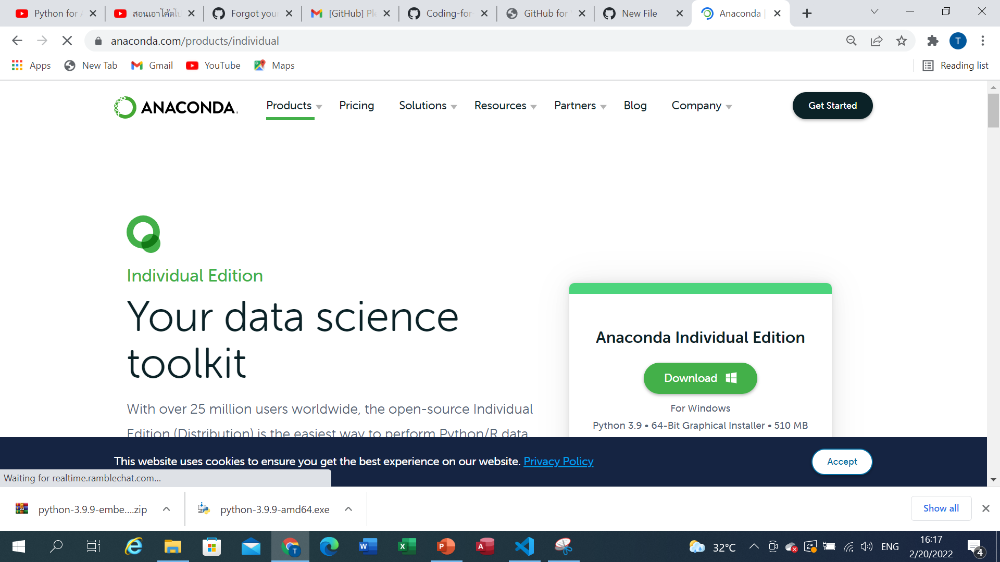 Python for
สอนเอาโค้ดโป
Forgot your
[GitHub] Ple
Coding-for-
GitHub for
New File
Anaconda |
anaconda.com/products/individual
T
Apps
New Tab
Gmail
YouTube
Maps
Reading list
ANACONDA.
Products
Pricing
Solutions
Resources
Partners
Blog
Company
Get Started
Individual Edition
Your data science
toolkit
With over 25 million users worldwide, the open-source Individual
Edition (Distribution) is the easiest way to perform Python/R data
Anaconda Individual Edition
Download
For Windows
Python 3.9 • 64-Bit Graphical Installer • 510 MB
This website uses cookies to ensure you get the best experience on our website. Privacy Policy
Accept
Waiting for realtime.ramblechat.com...
python-3.9.9-embe....zip
python-3.9.9-amd64.exe
Show all
32°C
ENG
16:17
2/20/2022
4